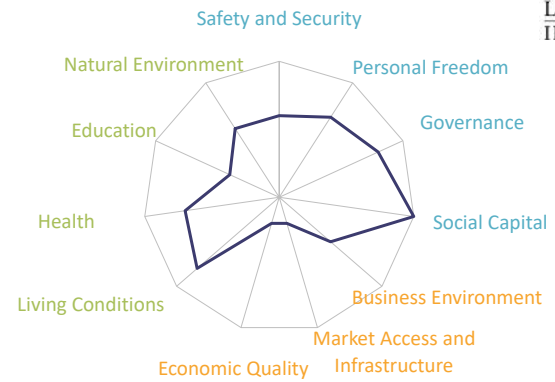 Safety and Security
Natural Environment
Personal Freedom
Education
Governance
Health
Social Capital
Living Conditions
Business Environment
Market Access and
Infrastructure
Economic Quality